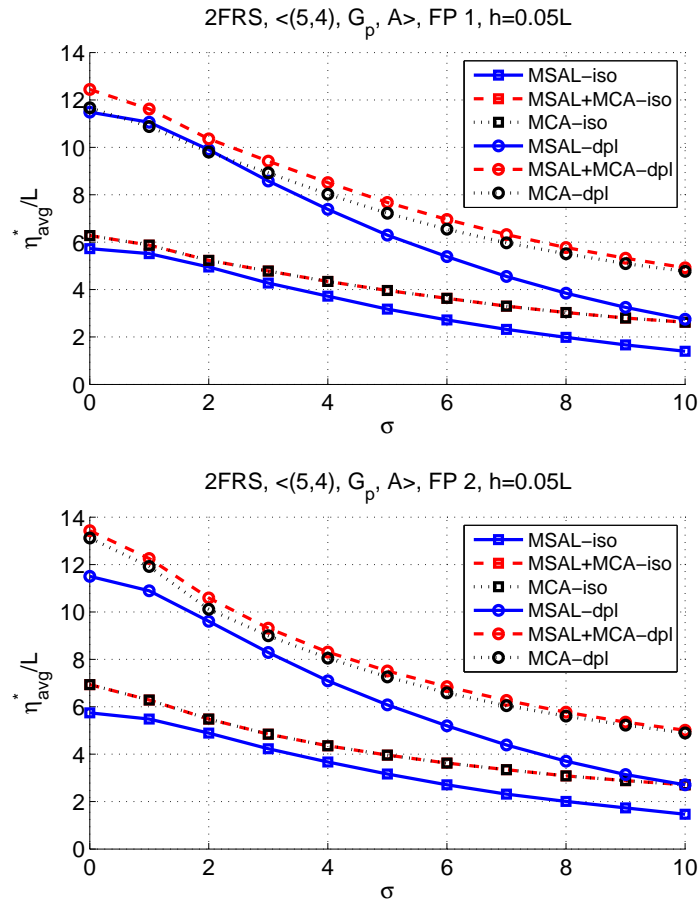 2FRS, <(5,4), G_p, A>, FP 1, h=0.05L
14
12
10
8
6
4
2
0
η*_avg/L
MSAL−iso
MSAL+MCA−iso
MCA−iso
MSAL−dpl
MSAL+MCA−dpl
MCA−dpl
0 2 4 6 8 10
σ
2FRS, <(5,4), G_p, A>, FP 2, h=0.05L
14
12
10
8
6
4
2
0
η*_avg/L
MSAL−iso
MSAL+MCA−iso
MCA−iso
MSAL−dpl
MSAL+MCA−dpl
MCA−dpl
0 2 4 6 8 10
σ